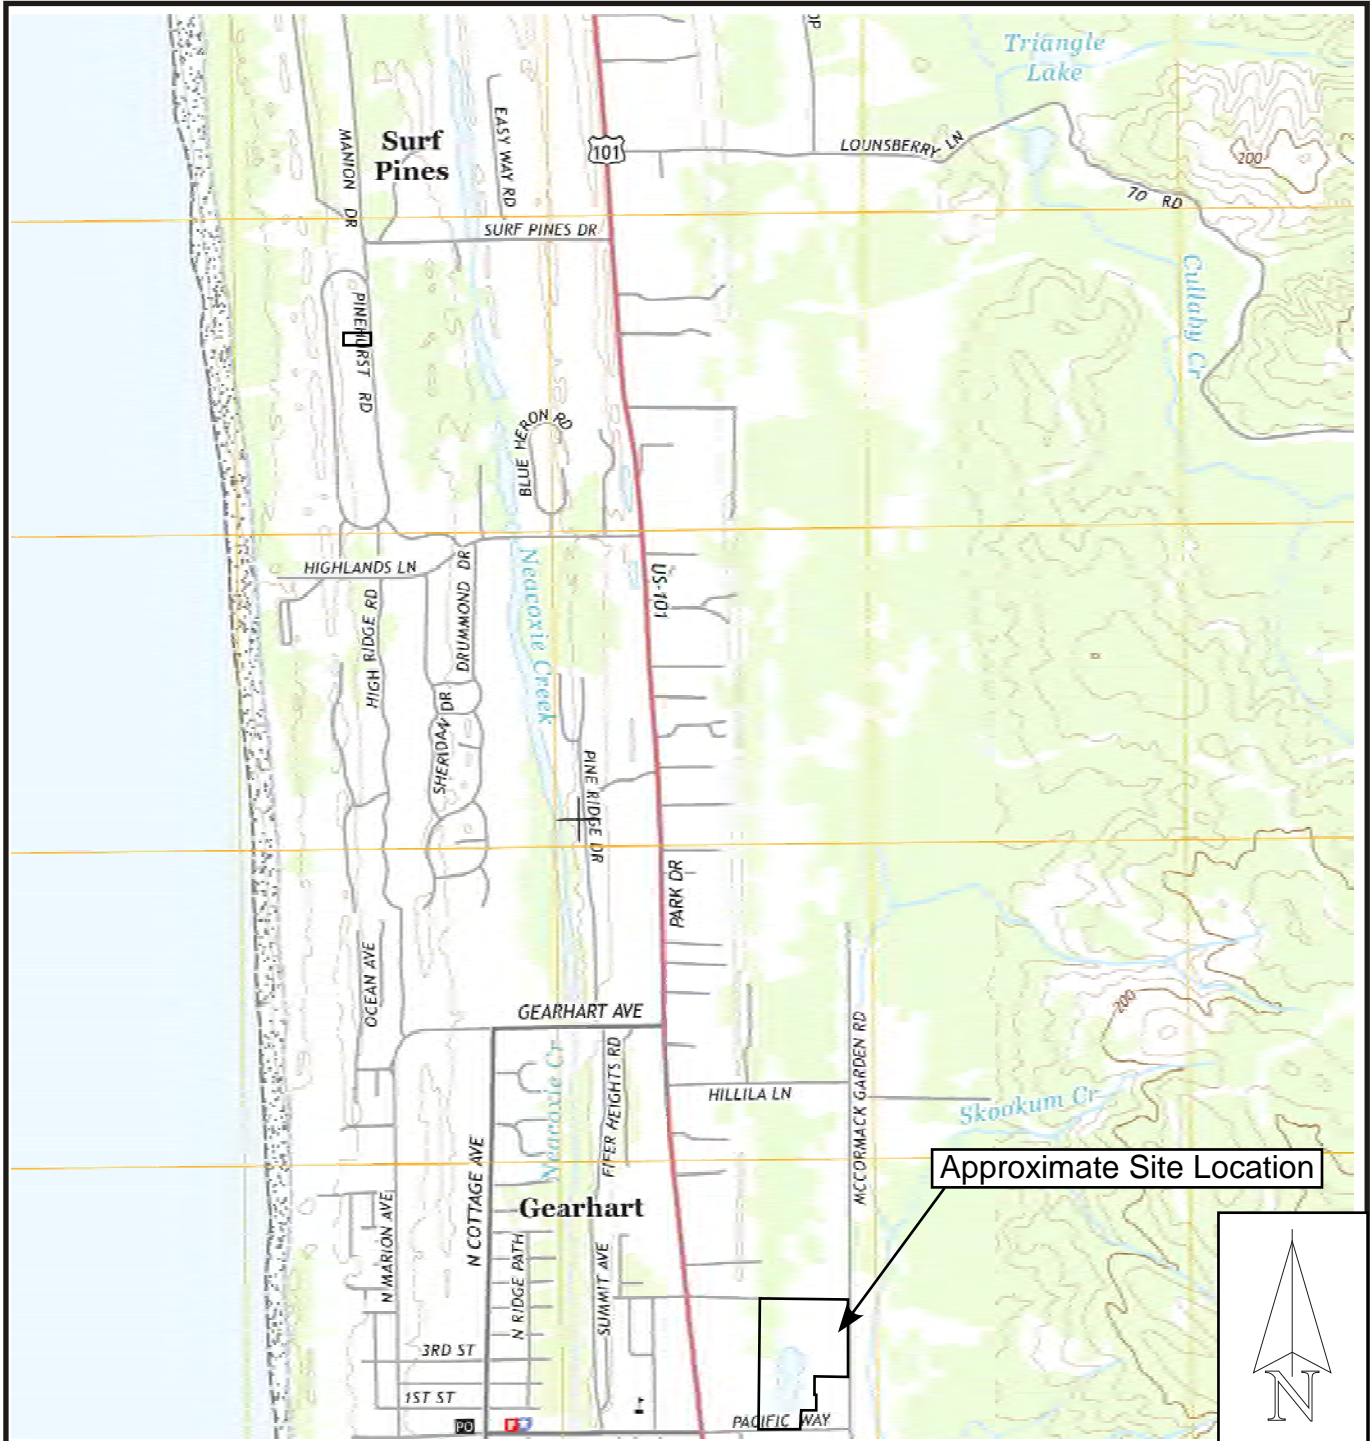 Triangle
Lake
OP
Surf
Pines
MANION DR
EASY WAY RD
101
LOUNSBERRY LN
200
70 RD
SURF PINES DR
Cullaby Cr
PINEHURST RD
BLUE HERON RD
HIGHLANDS LN
DRUMMOND DR
Neacoxie Creek
US-101
HIGH RIDGE RD
SHERIDAN DR
PINE RIDGE DR
PARK DR
OCEAN AVE
GEARHART AVE
200
MCCORMACK GARDEN RD
Neacoxie Cr
FIFER HEIGHTS RD
HILLILA LN
Skookum Cr
N COTTAGE AVE
Approximate Site Location
Gearhart
N MARION AVE
N RIDGE PATH
SUMMIT AVE
3RD ST
1ST ST
PO
F
PACIFIC WAY
N